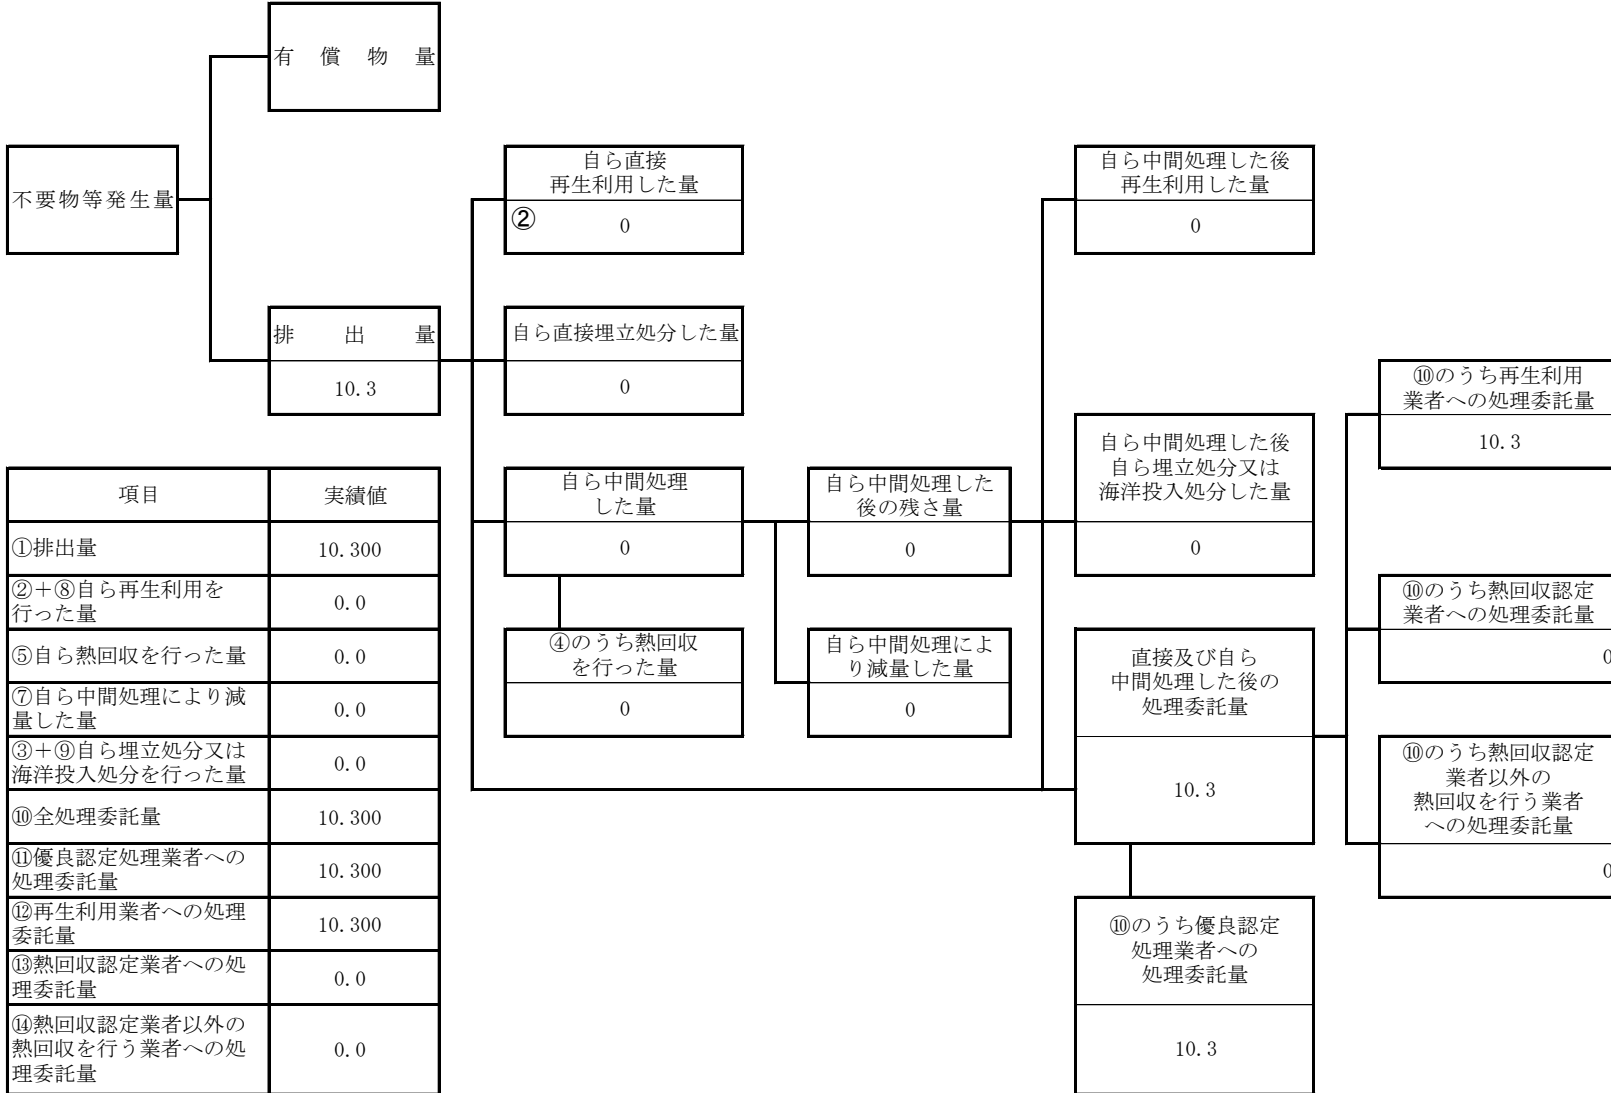 有償物量
不要物等発生量
自ら直接
再生利用した量
②
0
自ら中間処理した後
再生利用した量
0
排出量
10.3
自ら直接埋立処分した量
0
⑩のうち再生利用
業者への処理委託量
10.3
自ら中間処理した後
自ら埋立処分又は
海洋投入処分した量
0
自ら中間処理
した量
0
自ら中間処理した
後の残さ量
0
⑩のうち熱回収認定
業者への処理委託量
0
④のうち熱回収
を行った量
0
自ら中間処理によ
り減量した量
0
直接及び自ら
中間処理した後の
処理委託量
10.3
⑩のうち熱回収認定
業者以外の
熱回収を行う業者
への処理委託量
0
⑩のうち優良認定
処理業者への
処理委託量
10.3
項目 実績値
①排出量 10.300
②+⑧自ら再生利用を
行った量 0.0
⑤自ら熱回収を行った量 0.0
⑦自ら中間処理により減
量した量 0.0
③+⑨自ら埋立処分又は
海洋投入処分を行った量 0.0
⑩全処理委託量 10.300
⑪優良認定処理業者への
処理委託量 10.300
⑫再生利用業者への処理
委託量 10.300
⑬熱回収認定業者への処
理委託量 0.0
⑭熱回収認定業者以外の
熱回収を行う業者への処
理委託量 0.0